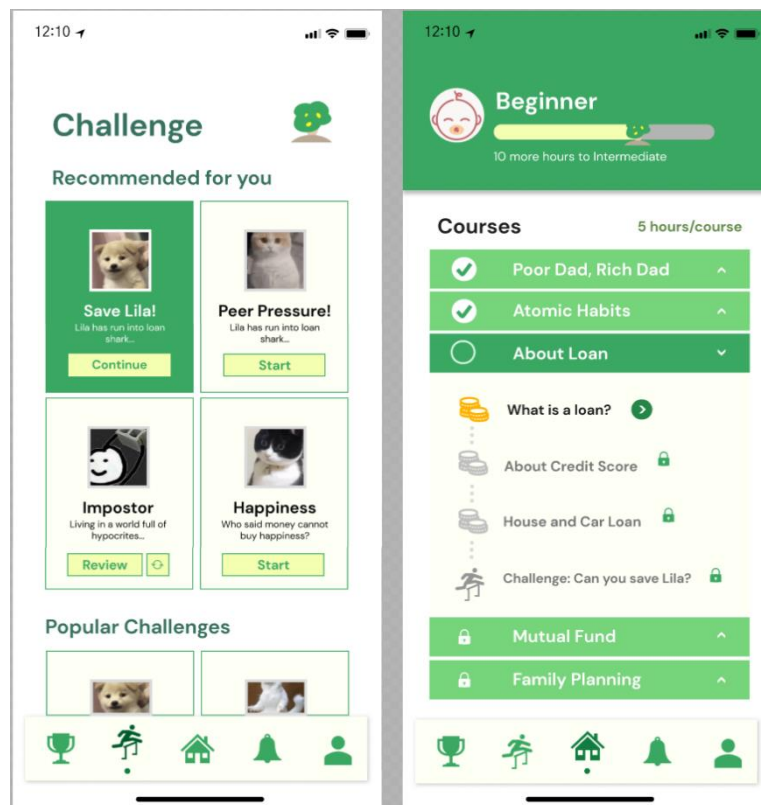 12:10
Challenge
Recommended for you
Save Lila!
Lila has run into loan
shark...
Continue
Peer Pressure!
Lila has run into loan
shark...
Start
Impostor
Living in a world full of
hypocrites...
Review
Happiness
Who said money cannot
buy happiness?
Start
Popular Challenges
12:10
Beginner
10 more hours to Intermediate
Courses
5 hours/course
Poor Dad, Rich Dad
Atomic Habits
About Loan
What is a loan?
About Credit Score
House and Car Loan
Challenge: Can you save Lila?
Mutual Fund
Family Planning